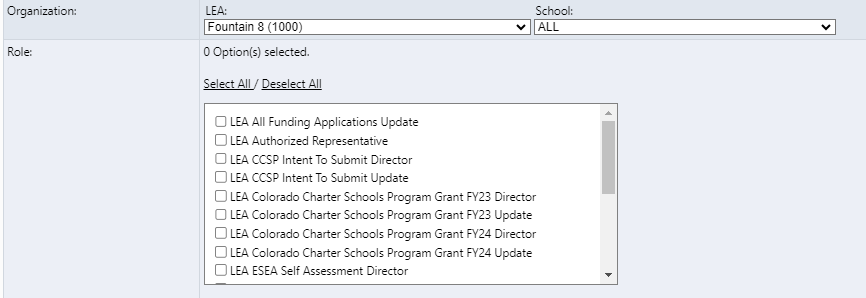 Organization:
LEA:
School:
Fountain 8 (1000)
ALL
Role:
0 Option(s) selected.
Select All / Deselect All
LEA All Funding Applications Update
LEA Authorized Representative
LEA CCSP Intent To Submit Director
LEA CCSP Intent To Submit Update
LEA Colorado Charter Schools Program Grant FY23 Director
LEA Colorado Charter Schools Program Grant FY23 Update
LEA Colorado Charter Schools Program Grant FY24 Director
LEA Colorado Charter Schools Program Grant FY24 Update
LEA ESEA Self Assessment Director